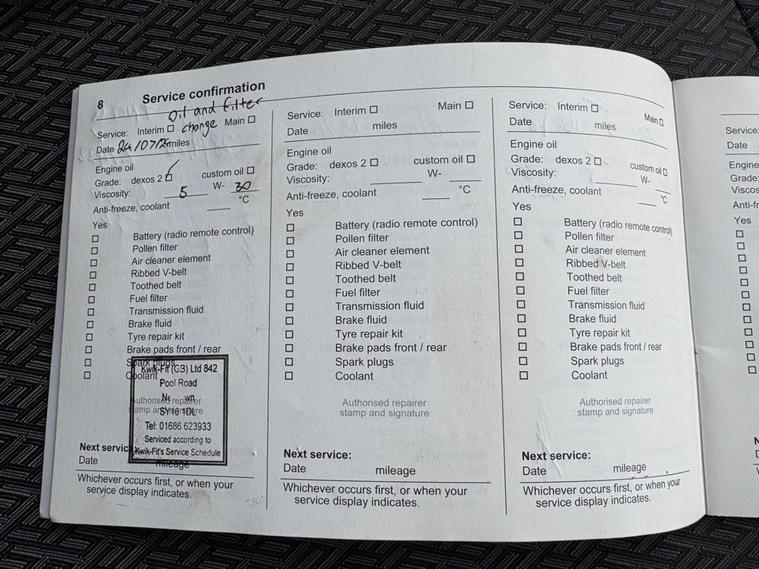 8 Service confirmation
Oil and filter
change
Service: Interim Main
Date 24/07/25 miles
Engine oil
Grade: dexos 2 custom oil
Viscosity: 5 W- 30
Anti-freeze, coolant °C
Yes
Battery (radio remote control)
Pollen filter
Air cleaner element
Ribbed V-belt
Toothed belt
Fuel filter
Transmission fluid
Brake fluid
Tyre repair kit
Brake pads front / rear
Spark plugs
Coolant
Authorised repairer
stamp and signature
Kwik-Fit (GB) Ltd 842
Pool Road
SY16 1DL
Tel: 01686 623933
Serviced according to
Kwik-Fit's Service Schedule
Next service:
Date mileage
Whichever occurs first, or when your
service display indicates.
Service: Interim Main
Date miles
Engine oil
Grade: dexos 2 custom oil
Viscosity: W-
Anti-freeze, coolant °C
Yes
Battery (radio remote control)
Pollen filter
Air cleaner element
Ribbed V-belt
Toothed belt
Fuel filter
Transmission fluid
Brake fluid
Tyre repair kit
Brake pads front / rear
Spark plugs
Coolant
Authorised repairer
stamp and signature
Next service:
Date mileage
Whichever occurs first, or when your
service display indicates.
Service: Interim Main
Date miles
Engine oil
Grade: dexos 2 custom oil
Viscosity: W-
Anti-freeze, coolant °C
Yes
Battery (radio remote control)
Pollen filter
Air cleaner element
Ribbed V-belt
Toothed belt
Fuel filter
Transmission fluid
Brake fluid
Tyre repair kit
Brake pads front / rear
Spark plugs
Coolant
Authorised repairer
stamp and signature
Next service:
Date mileage
Whichever occurs first, or when your
service display indicates.
Service
Date
Engine
Grade:
Viscos
Anti-f
Yes